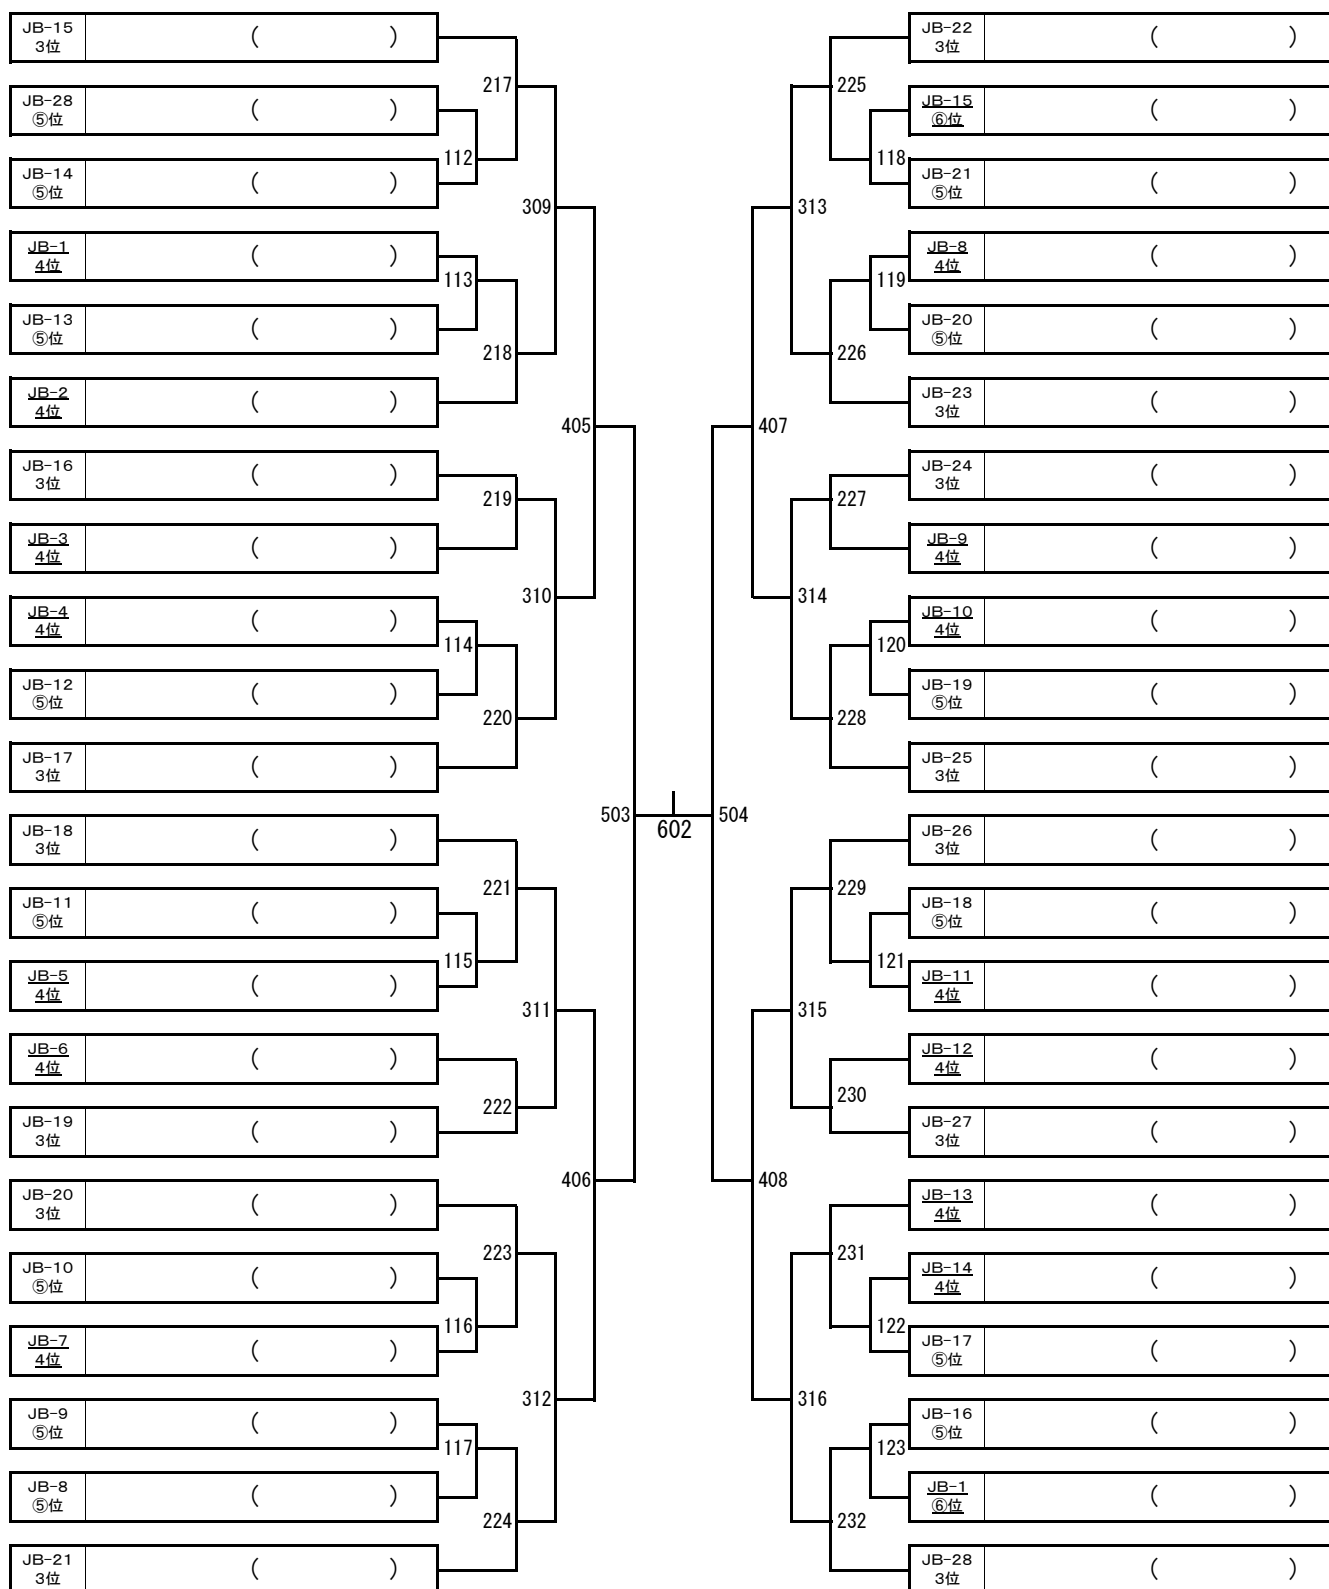 JB-15
3位
(　　　)
JB-28
⑤位
(　　　)
JB-14
⑤位
(　　　)
JB-1
4位
(　　　)
JB-13
⑤位
(　　　)
JB-2
4位
(　　　)
JB-16
3位
(　　　)
JB-3
4位
(　　　)
JB-4
4位
(　　　)
JB-12
⑤位
(　　　)
JB-17
3位
(　　　)
JB-18
3位
(　　　)
JB-11
⑤位
(　　　)
JB-5
4位
(　　　)
JB-6
4位
(　　　)
JB-19
3位
(　　　)
JB-20
3位
(　　　)
JB-10
⑤位
(　　　)
JB-7
4位
(　　　)
JB-9
⑤位
(　　　)
JB-8
⑤位
(　　　)
JB-21
3位
(　　　)
112
113
114
115
116
117
217
218
219
220
221
222
223
224
309
310
311
312
405
406
503
602
504
407
408
313
314
315
316
225
226
227
228
229
230
231
232
118
119
120
121
122
123
JB-22
3位
(　　　)
JB-15
⑥位
(　　　)
JB-21
⑤位
(　　　)
JB-8
4位
(　　　)
JB-20
⑤位
(　　　)
JB-23
3位
(　　　)
JB-24
3位
(　　　)
JB-9
4位
(　　　)
JB-10
4位
(　　　)
JB-19
⑤位
(　　　)
JB-25
3位
(　　　)
JB-26
3位
(　　　)
JB-18
⑤位
(　　　)
JB-11
4位
(　　　)
JB-12
4位
(　　　)
JB-27
3位
(　　　)
JB-13
4位
(　　　)
JB-14
4位
(　　　)
JB-17
⑤位
(　　　)
JB-16
⑤位
(　　　)
JB-1
⑥位
(　　　)
JB-28
3位
(　　　)